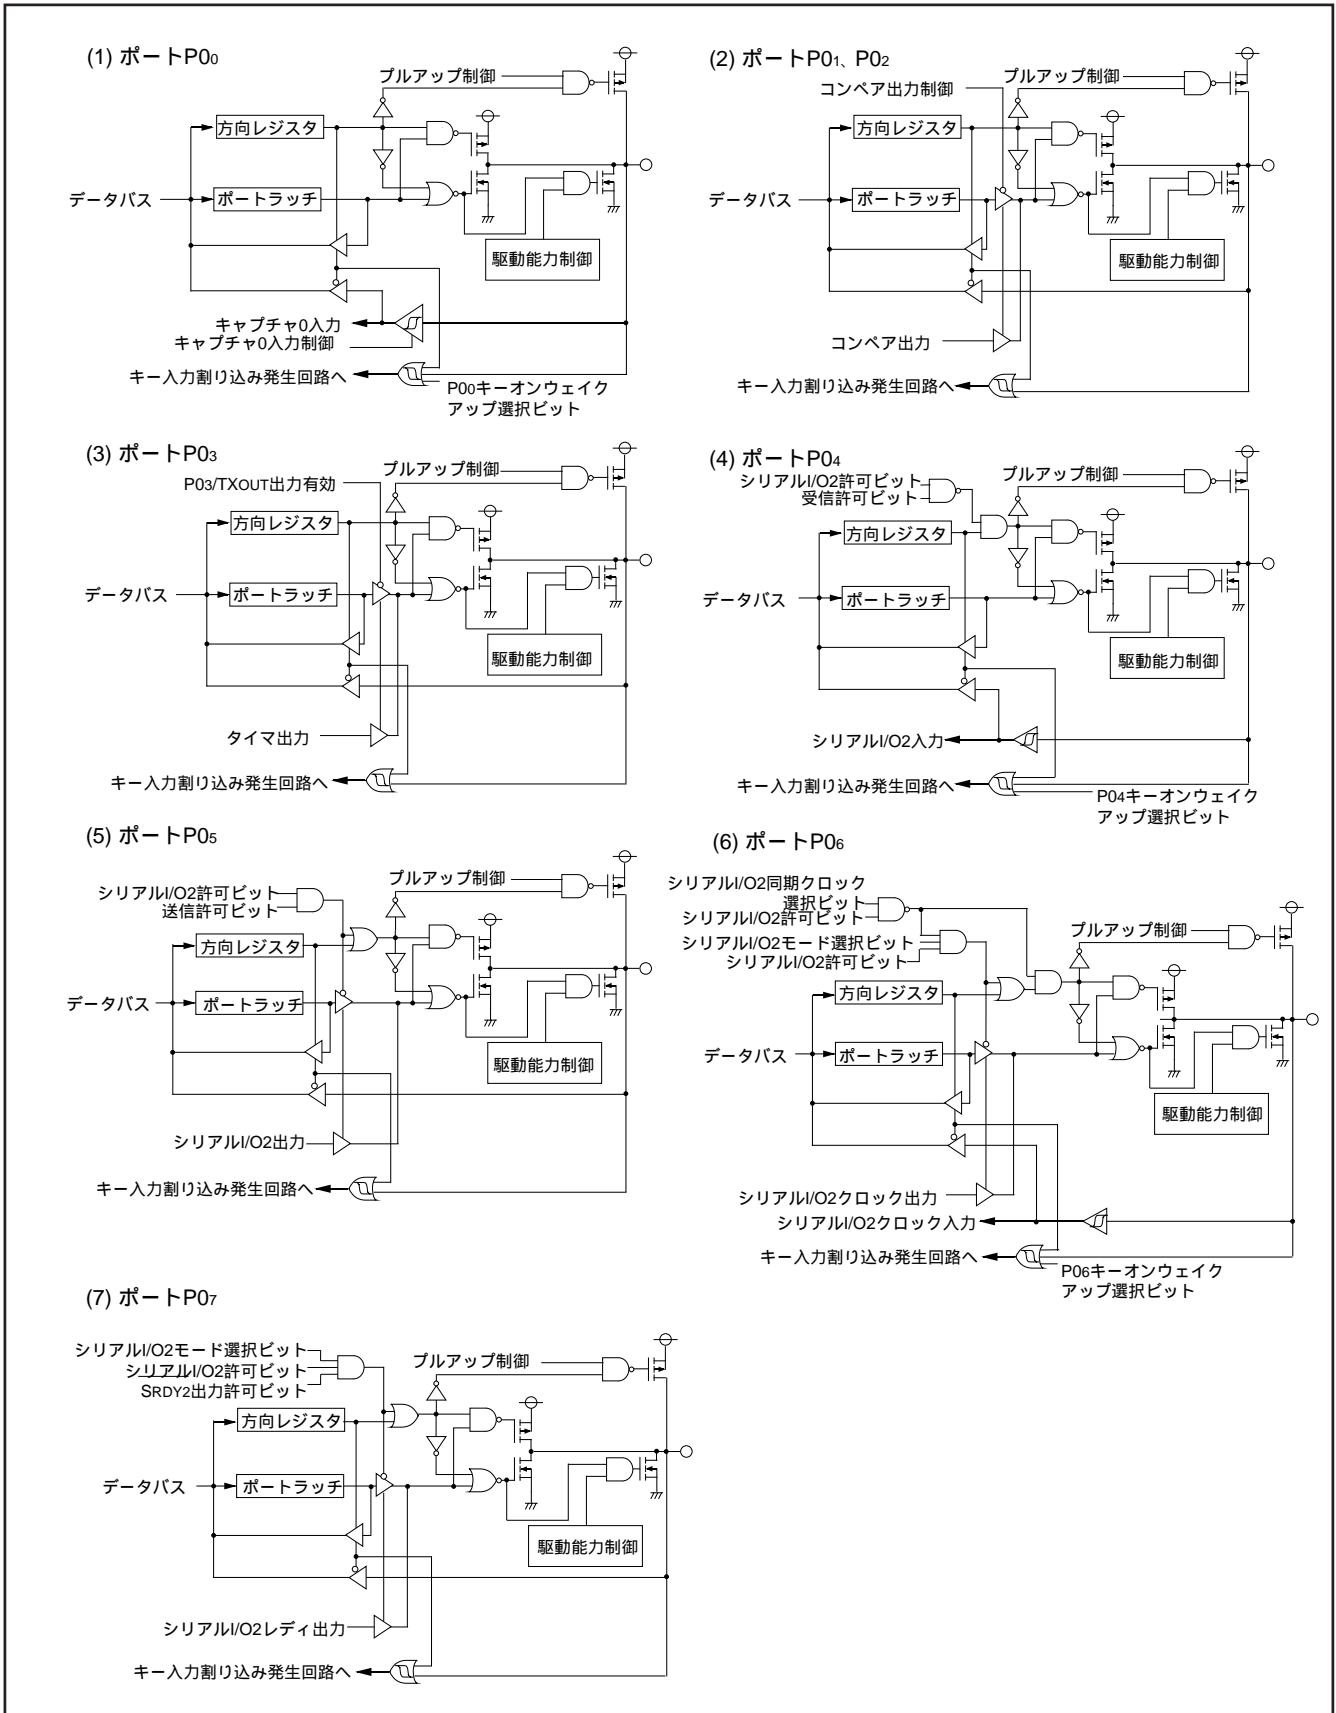 (1) ポートP00
プルアップ制御
方向レジスタ
データバス
ポートラッチ
駆動能力制御
キャプチャ0入力
キャプチャ0入力制御
キー入力割り込み発生回路へ
P00キーオンウェイク
アップ選択ビット
(2) ポートP01、P02
プルアップ制御
コンペア出力制御
方向レジスタ
データバス
ポートラッチ
駆動能力制御
コンペア出力
キー入力割り込み発生回路へ
(3) ポートP03
プルアップ制御
P03/TXOUT出力有効
方向レジスタ
データバス
ポートラッチ
駆動能力制御
タイマ出力
キー入力割り込み発生回路へ
(4) ポートP04
プルアップ制御
シリアルI/O2許可ビット
受信許可ビット
方向レジスタ
データバス
ポートラッチ
駆動能力制御
シリアルI/O2入力
キー入力割り込み発生回路へ
P04キーオンウェイク
アップ選択ビット
(5) ポートP05
プルアップ制御
シリアルI/O2許可ビット
送信許可ビット
方向レジスタ
データバス
ポートラッチ
駆動能力制御
シリアルI/O2出力
キー入力割り込み発生回路へ
(6) ポートP06
シリアルI/O2同期クロック
選択ビット
シリアルI/O2許可ビット
プルアップ制御
シリアルI/O2モード選択ビット
シリアルI/O2許可ビット
方向レジスタ
データバス
ポートラッチ
駆動能力制御
シリアルI/O2クロック出力
シリアルI/O2クロック入力
キー入力割り込み発生回路へ
P06キーオンウェイク
アップ選択ビット
(7) ポートP07
シリアルI/O2モード選択ビット
プルアップ制御
シリアルI/O2許可ビット
SRDY2出力許可ビット
方向レジスタ
データバス
ポートラッチ
駆動能力制御
シリアルI/O2レディ出力
キー入力割り込み発生回路へ